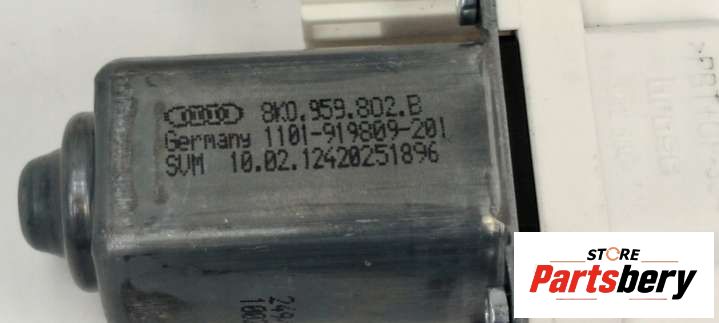 8K0.959.802.B
Germany 1101-919809-201
SVM 10.02.12420251896
STORE
Partsbery